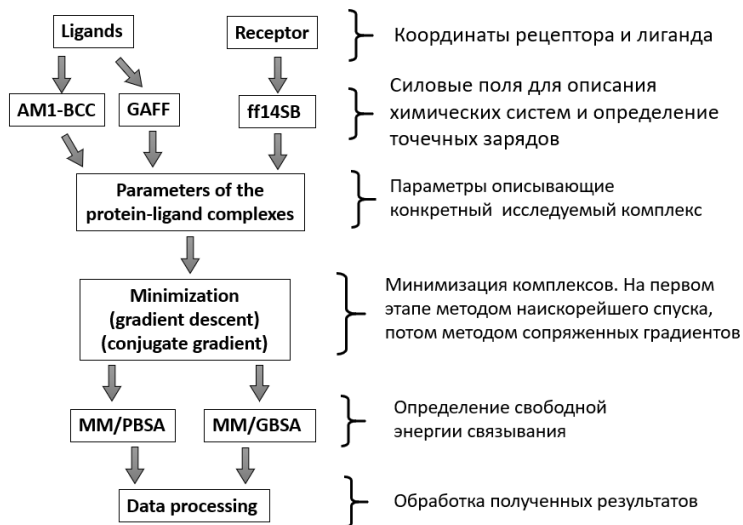 Ligands
Receptor
Координаты рецептора и лиганда
AM1-BCC
GAFF
ff14SB
Силовые поля для описания
химических систем и определение
точечных зарядов
Parameters of the
protein-ligand complexes
Параметры описывающие
конкретный исследуемый комплекс
Minimization
(gradient descent)
(conjugate gradient)
Минимизация комплексов. На первом
этапе методом наискорейшего спуска,
потом методом сопряженных градиентов
MM/PBSA
MM/GBSA
Определение свободной
энергии связывания
Data processing
Обработка полученных результатов